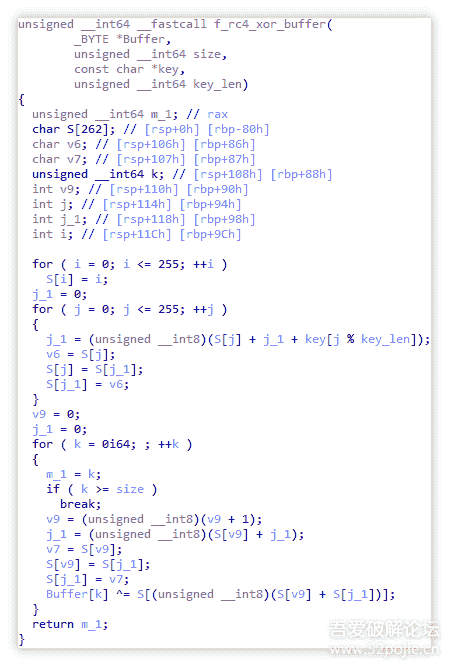 unsigned __int64 __fastcall f_rc4_xor_buffer(
        _BYTE *Buffer,
        unsigned __int64 size,
        const char *key,
        unsigned __int64 key_len)
{
  unsigned __int64 m_1; // rax
  char S[262]; // [rsp+0h] [rbp-80h]
  char v6; // [rsp+106h] [rbp+86h]
  char v7; // [rsp+107h] [rbp+87h]
  unsigned __int64 k; // [rsp+108h] [rbp+88h]
  int v9; // [rsp+110h] [rbp+90h]
  int j; // [rsp+114h] [rbp+94h]
  int j_1; // [rsp+118h] [rbp+98h]
  int i; // [rsp+11Ch] [rbp+9Ch]

  for ( i = 0; i <= 255; ++i )
    S[i] = i;
  j_1 = 0;
  for ( j = 0; j <= 255; ++j )
  {
    j_1 = (unsigned __int8)(S[j] + j_1 + key[j % key_len]);
    v6 = S[j];
    S[j] = S[j_1];
    S[j_1] = v6;
  }
  v9 = 0;
  j_1 = 0;
  for ( k = 0i64; ; ++k )
  {
    m_1 = k;
    if ( k >= size )
      break;
    v9 = (unsigned __int8)(v9 + 1);
    j_1 = (unsigned __int8)(S[v9] + j_1);
    v7 = S[v9];
    S[v9] = S[j_1];
    S[j_1] = v7;
    Buffer[k] ^= S[(unsigned __int8)(S[v9] + S[j_1])];
  }
  return m_1;
}
吾爱破解论坛
www.52pojie.cn